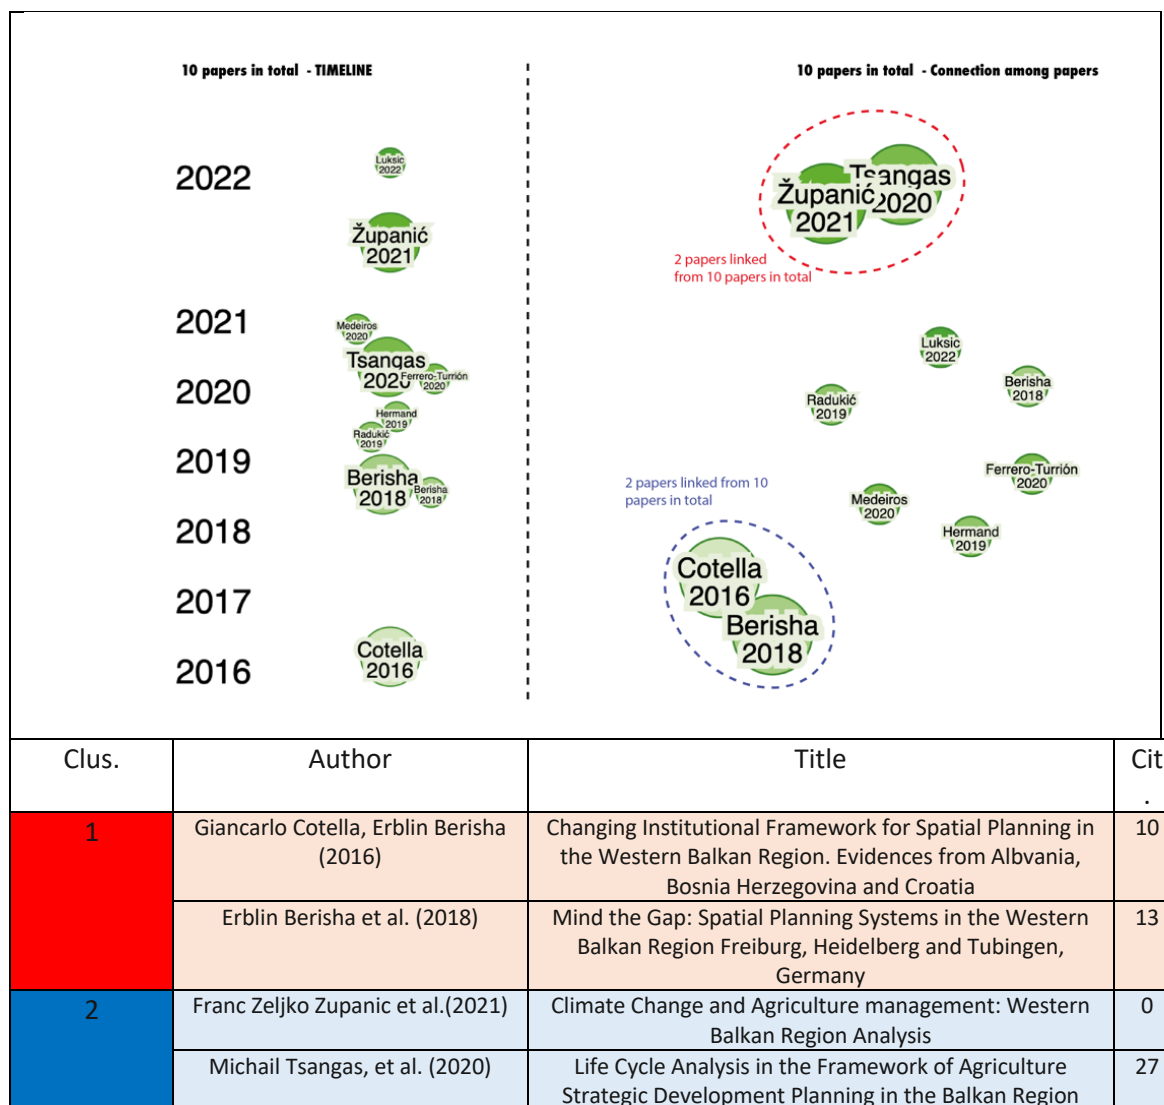 10 papers in total - TIMELINE
2022
Luksic
2022
Županić
2021
2021
Medeiros
2020
Tsangas
2020
Ferrero-Turrión
2020
2020
Hermand
2019
Radukić
2019
2019
Berisha
2018
Berisha
2018
2018
2017
Cotella
2016
2016
10 papers in total - Connection among papers
Tsangas
2020
Županić
2021
2 papers linked
from 10 papers in total
Luksic
2022
Berisha
2018
Radukić
2019
Ferrero-Turrión
2020
2 papers linked from 10
papers in total
Medeiros
2020
Hermand
2019
Cotella
2016
Berisha
2018
Clus.
Author
Title
Cit
.
1
Giancarlo Cotella, Erblin Berisha
(2016)
Changing Institutional Framework for Spatial Planning in
the Western Balkan Region. Evidences from Albvania,
Bosnia Herzegovina and Croatia
10
Erblin Berisha et al. (2018)
Mind the Gap: Spatial Planning Systems in the Western
Balkan Region Freiburg, Heidelberg and Tubingen,
Germany
13
2
Franc Zeljko Zupanic et al.(2021)
Climate Change and Agriculture management: Western
Balkan Region Analysis
0
Michail Tsangas, et al. (2020)
Life Cycle Analysis in the Framework of Agriculture
Strategic Development Planning in the Balkan Region
27